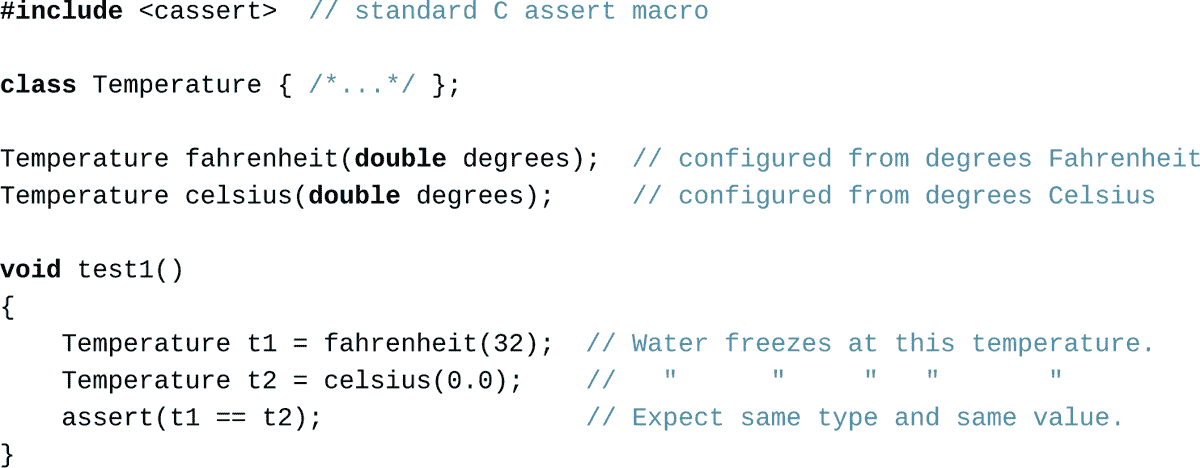 #include <cassert>  // standard C assert macro
class Temperature { /*...*/ };
Temperature fahrenheit(double degrees);  // configured from degrees Fahrenheit
Temperature celsius(double degrees);     // configured from degrees Celsius
void test1()
{
    Temperature t1 = fahrenheit(32);  // Water freezes at this temperature.
    Temperature t2 = celsius(0.0);    //   "      "     "   "       "
    assert(t1 == t2);                 // Expect same type and same value.
}